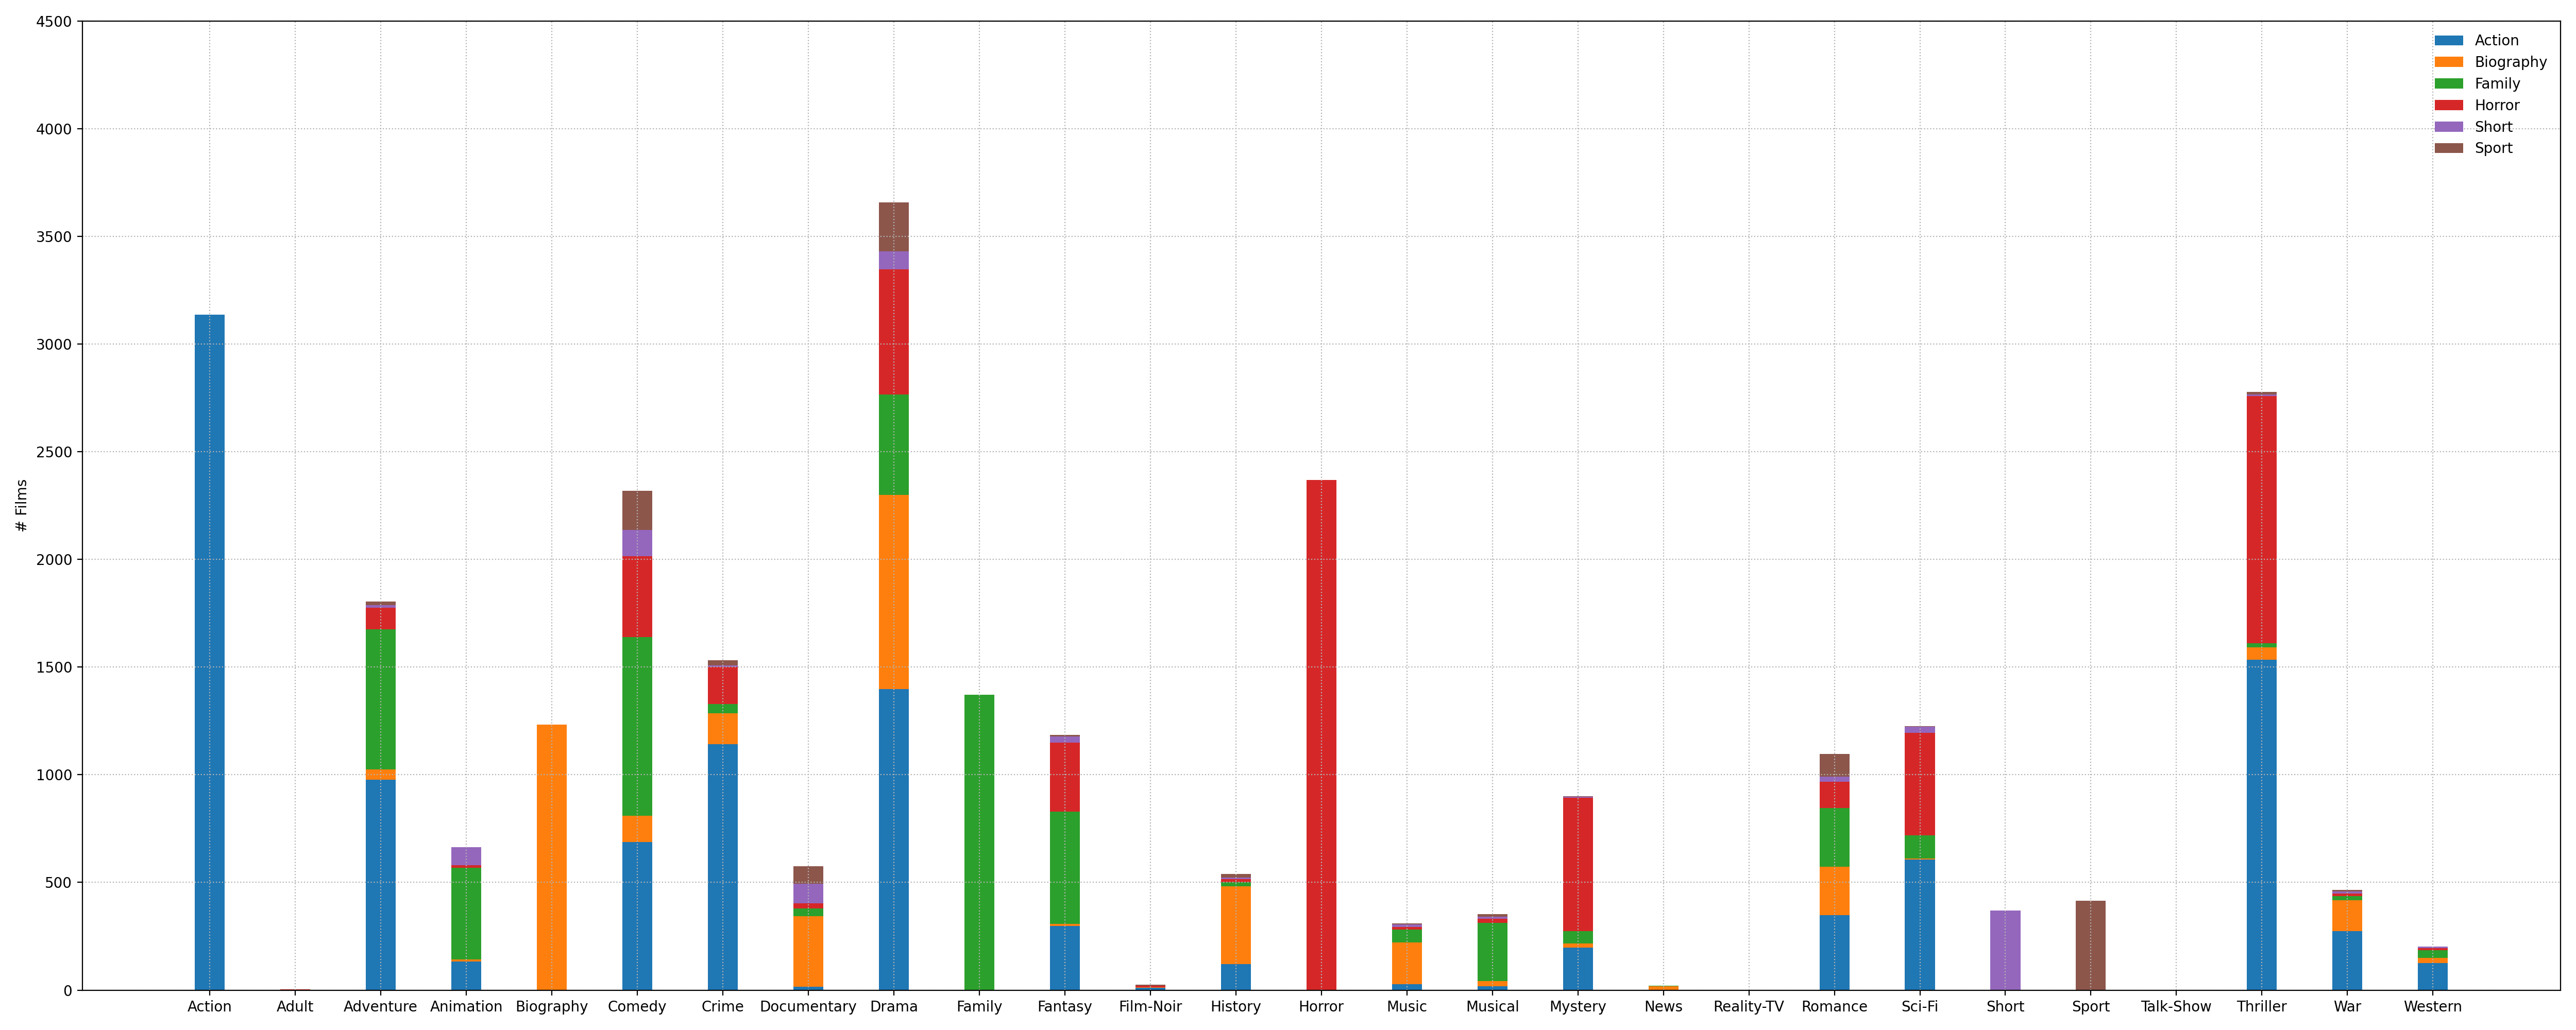 4500
4000
3500
3000
2500
2000
1500
1000
500
0
# Films
Action
Biography
Family
Horror
Short
Sport
Action Adult Adventure Animation Biography Comedy Crime Documentary Drama Family Fantasy Film-Noir History Horror Music Musical Mystery News Reality-TV Romance Sci-Fi Short Sport Talk-Show Thriller War Western